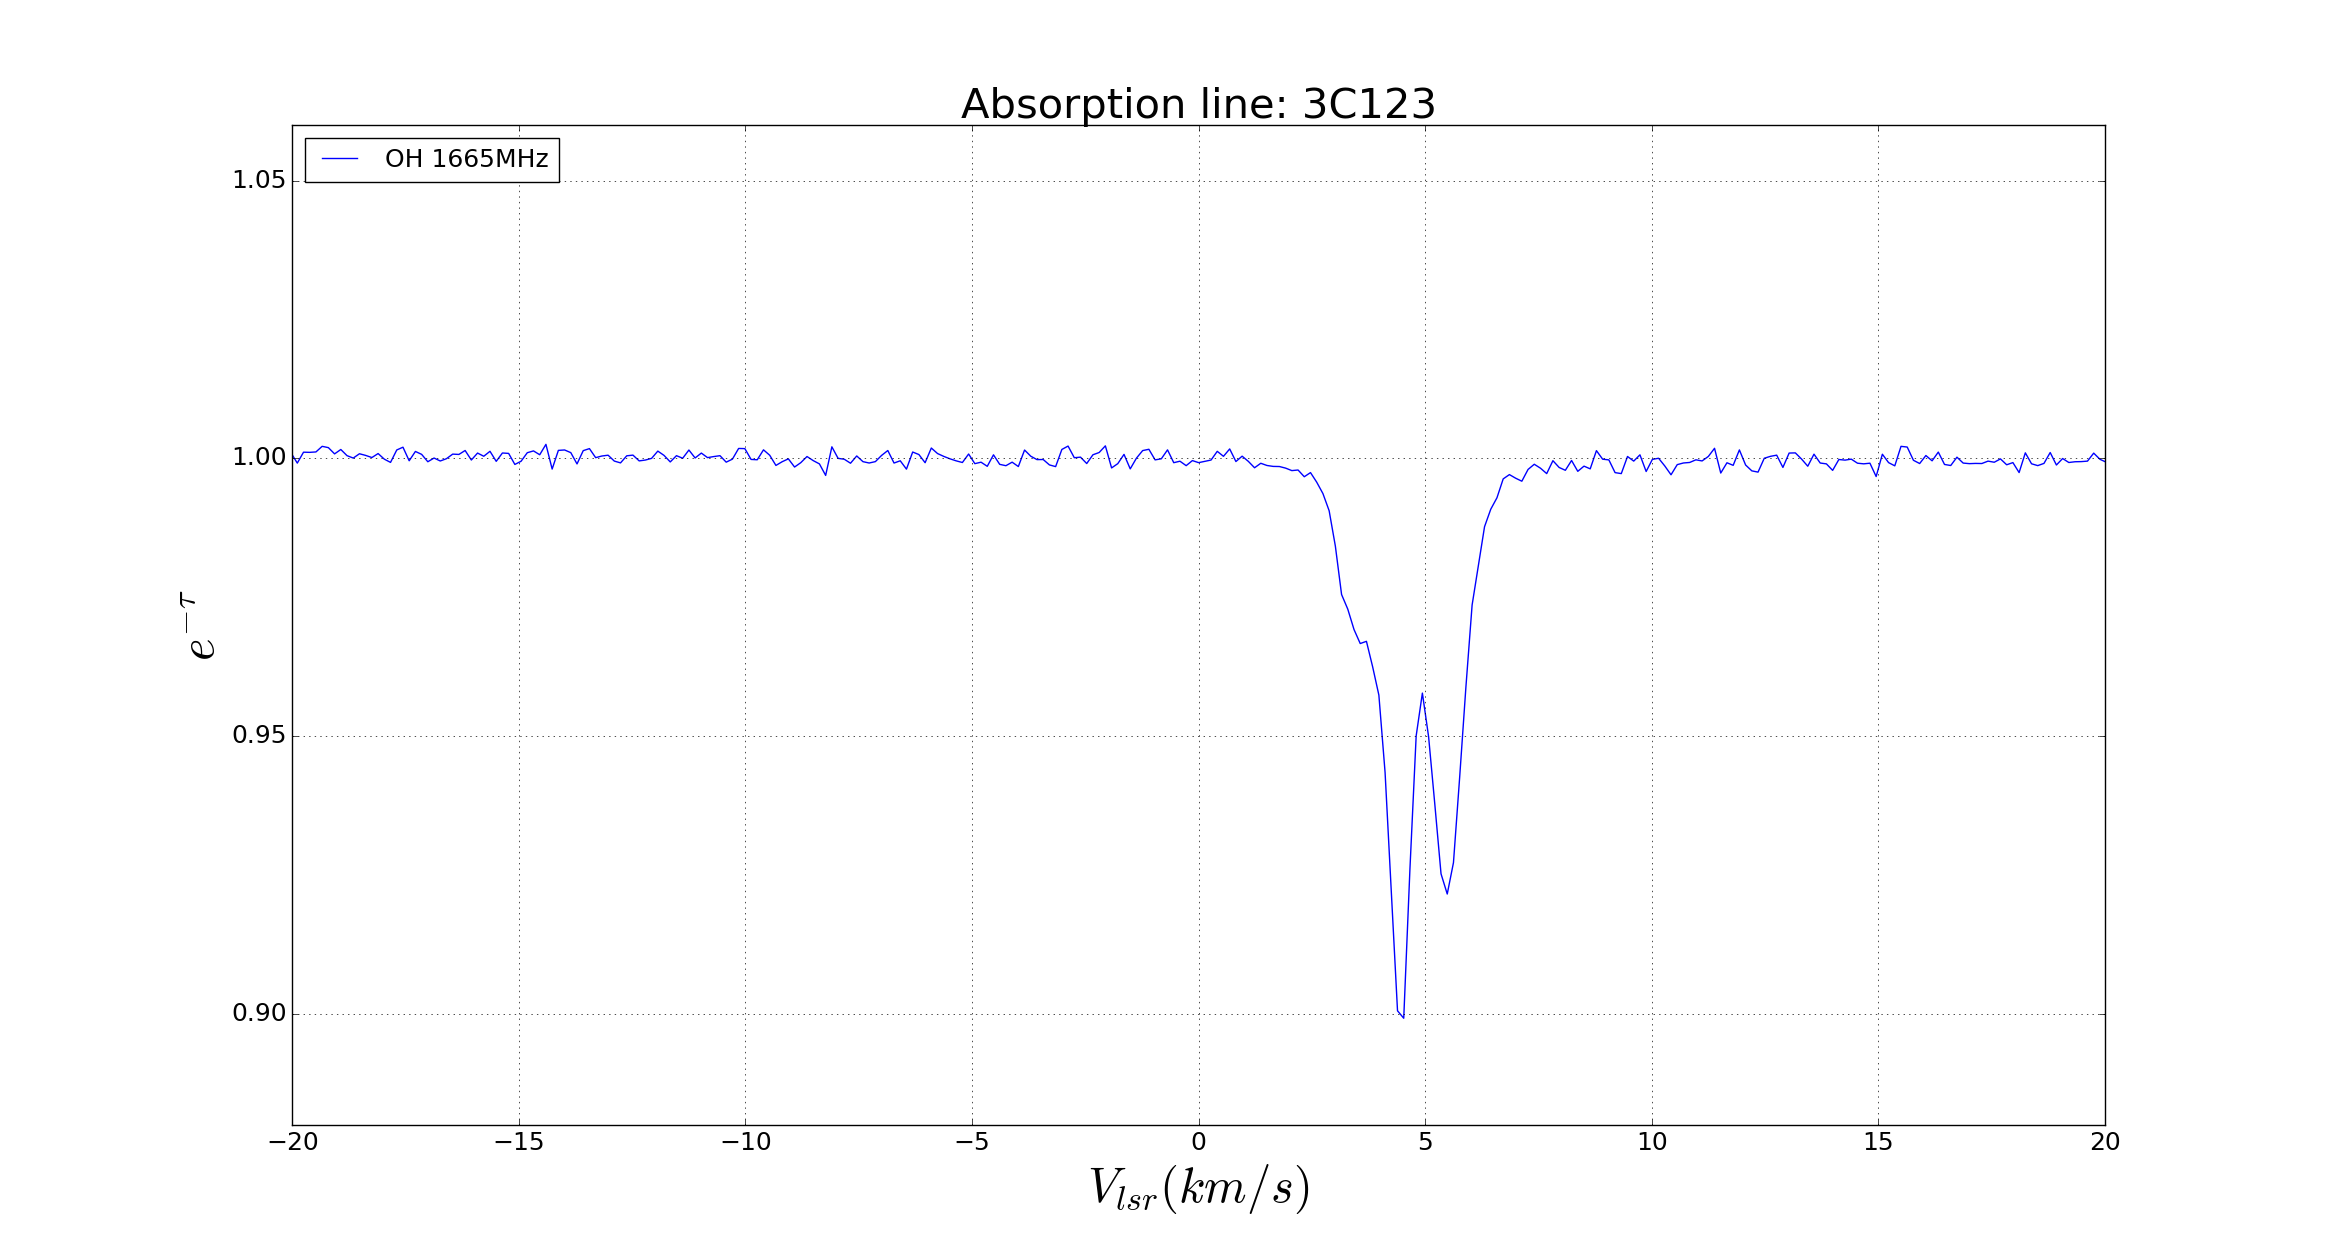 Absorption line: 3C123
OH 1665MHz
1.05
1.00
0.95
0.90
e^{−τ}
−20 −15 −10 −5 0 5 10 15 20
V_{lsr}(km/s)